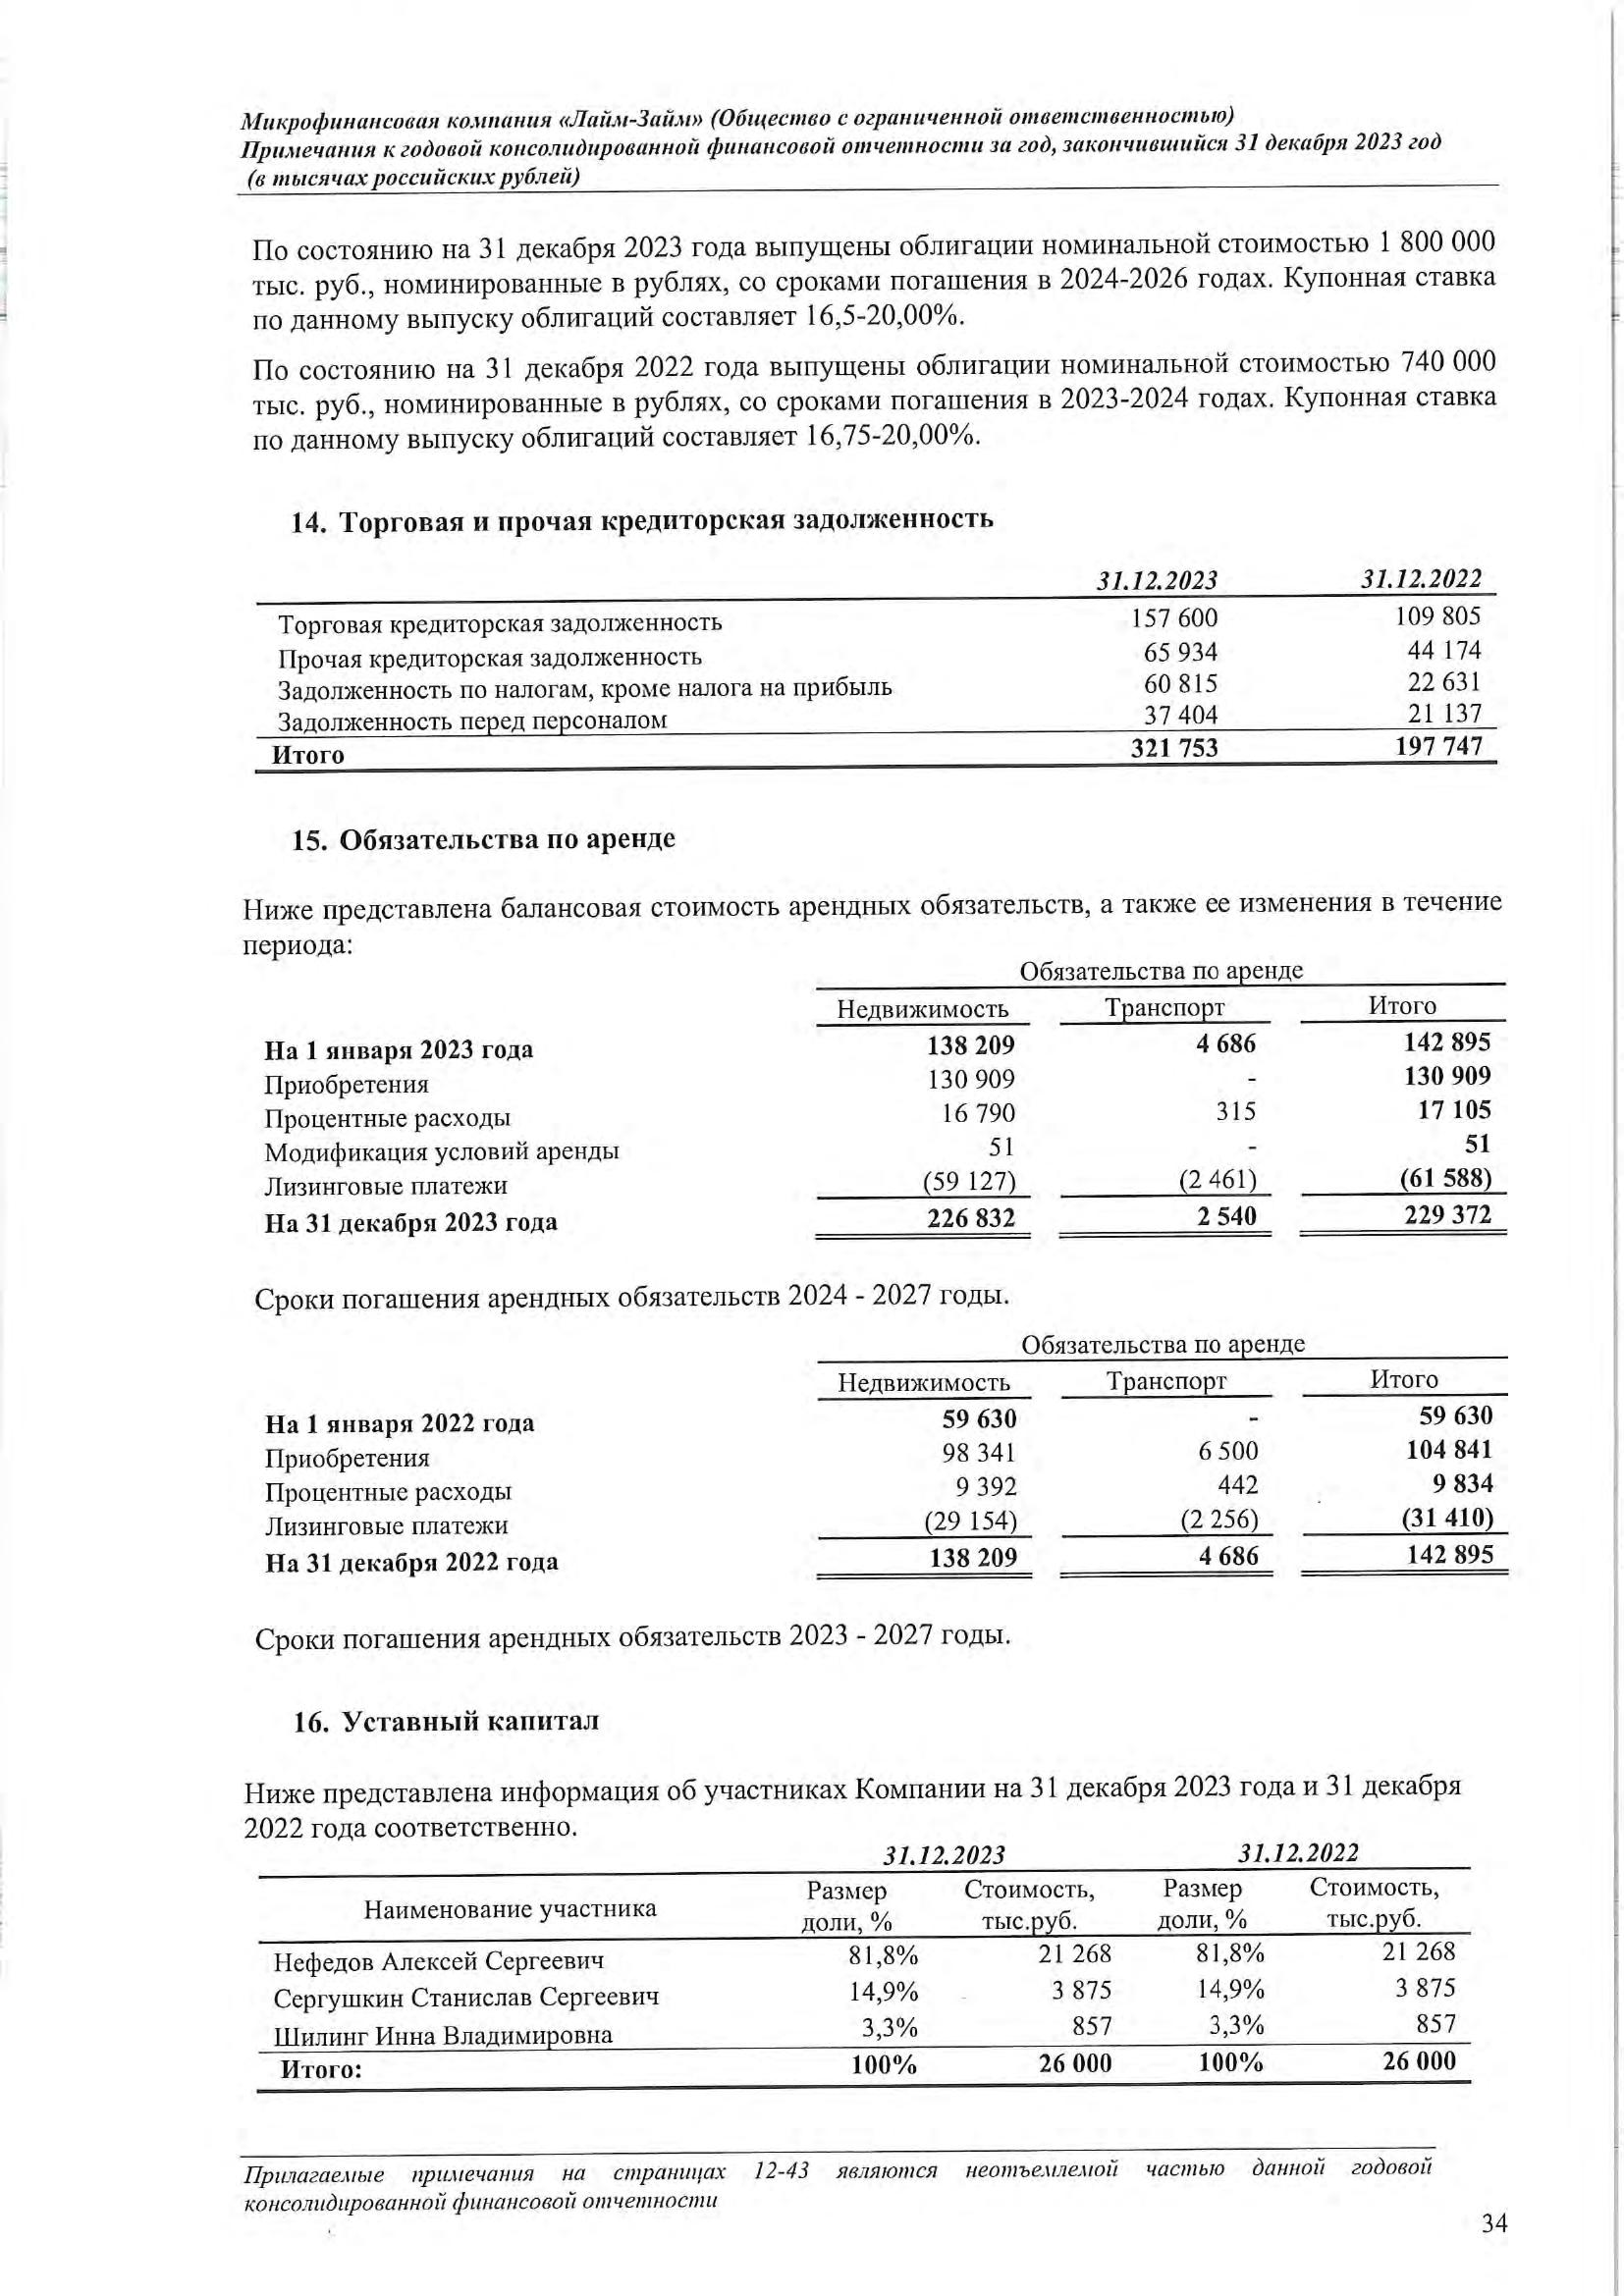 Микрофинансовая компания «Лайм-Займ» (Общество с ограниченной ответственностью)
Примечания к годовой консолидированной финансовой отчетности за год, закончившийся 31 декабря 2023 год
(в тысячах российских рублей)
По состоянию на 31 декабря 2023 года выпущены облигации номинальной стоимостью 1 800 000
тыс. руб., номинированные в рублях, со сроками погашения в 2024-2026 годах. Купонная ставка
по данному выпуску облигаций составляет 16,5-20,00%.
По состоянию на 31 декабря 2022 года выпущены облигации номинальной стоимостью 740 000
тыс. руб., номинированные в рублях, со сроками погашения в 2023-2024 годах. Купонная ставка
по данному выпуску облигаций составляет 16,75-20,00%.
14. Торговая и прочая кредиторская задолженность
31.12.2023 31.12.2022
Торговая кредиторская задолженность 157 600 109 805
Прочая кредиторская задолженность 65 934 44 174
Задолженность по налогам, кроме налога на прибыль 60 815 22 631
Задолженность перед персоналом 37 404 21 137
Итого 321 753 197 747
15. Обязательства по аренде
Ниже представлена балансовая стоимость арендных обязательств, а также ее изменения в течение
периода:
Обязательства по аренде
Недвижимость Транспорт Итого
На 1 января 2023 года 138 209 4 686 142 895
Приобретения 130 909 - 130 909
Процентные расходы 16 790 315 17 105
Модификация условий аренды 51 - 51
Лизинговые платежи (59 127) (2 461) (61 588)
На 31 декабря 2023 года 226 832 2 540 229 372
Сроки погашения арендных обязательств 2024 - 2027 годы.
Обязательства по аренде
Недвижимость Транспорт Итого
На 1 января 2022 года 59 630 - 59 630
Приобретения 98 341 6 500 104 841
Процентные расходы 9 392 442 9 834
Лизинговые платежи (29 154) (2 256) (31 410)
На 31 декабря 2022 года 138 209 4 686 142 895
Сроки погашения арендных обязательств 2023 - 2027 годы.
16. Уставный капитал
Ниже представлена информация об участниках Компании на 31 декабря 2023 года и 31 декабря
2022 года соответственно.
31.12.2023 31.12.2022
Наименование участника Размер доли, % Стоимость, тыс.руб. Размер доли, % Стоимость, тыс.руб.
Нефедов Алексей Сергеевич 81,8% 21 268 81,8% 21 268
Сергушкин Станислав Сергеевич 14,9% 3 875 14,9% 3 875
Шилинг Инна Владимировна 3,3% 857 3,3% 857
Итого: 100% 26 000 100% 26 000
Прилагаемые примечания на страницах 12-43 являются неотъемлемой частью данной годовой
консолидированной финансовой отчетности
34